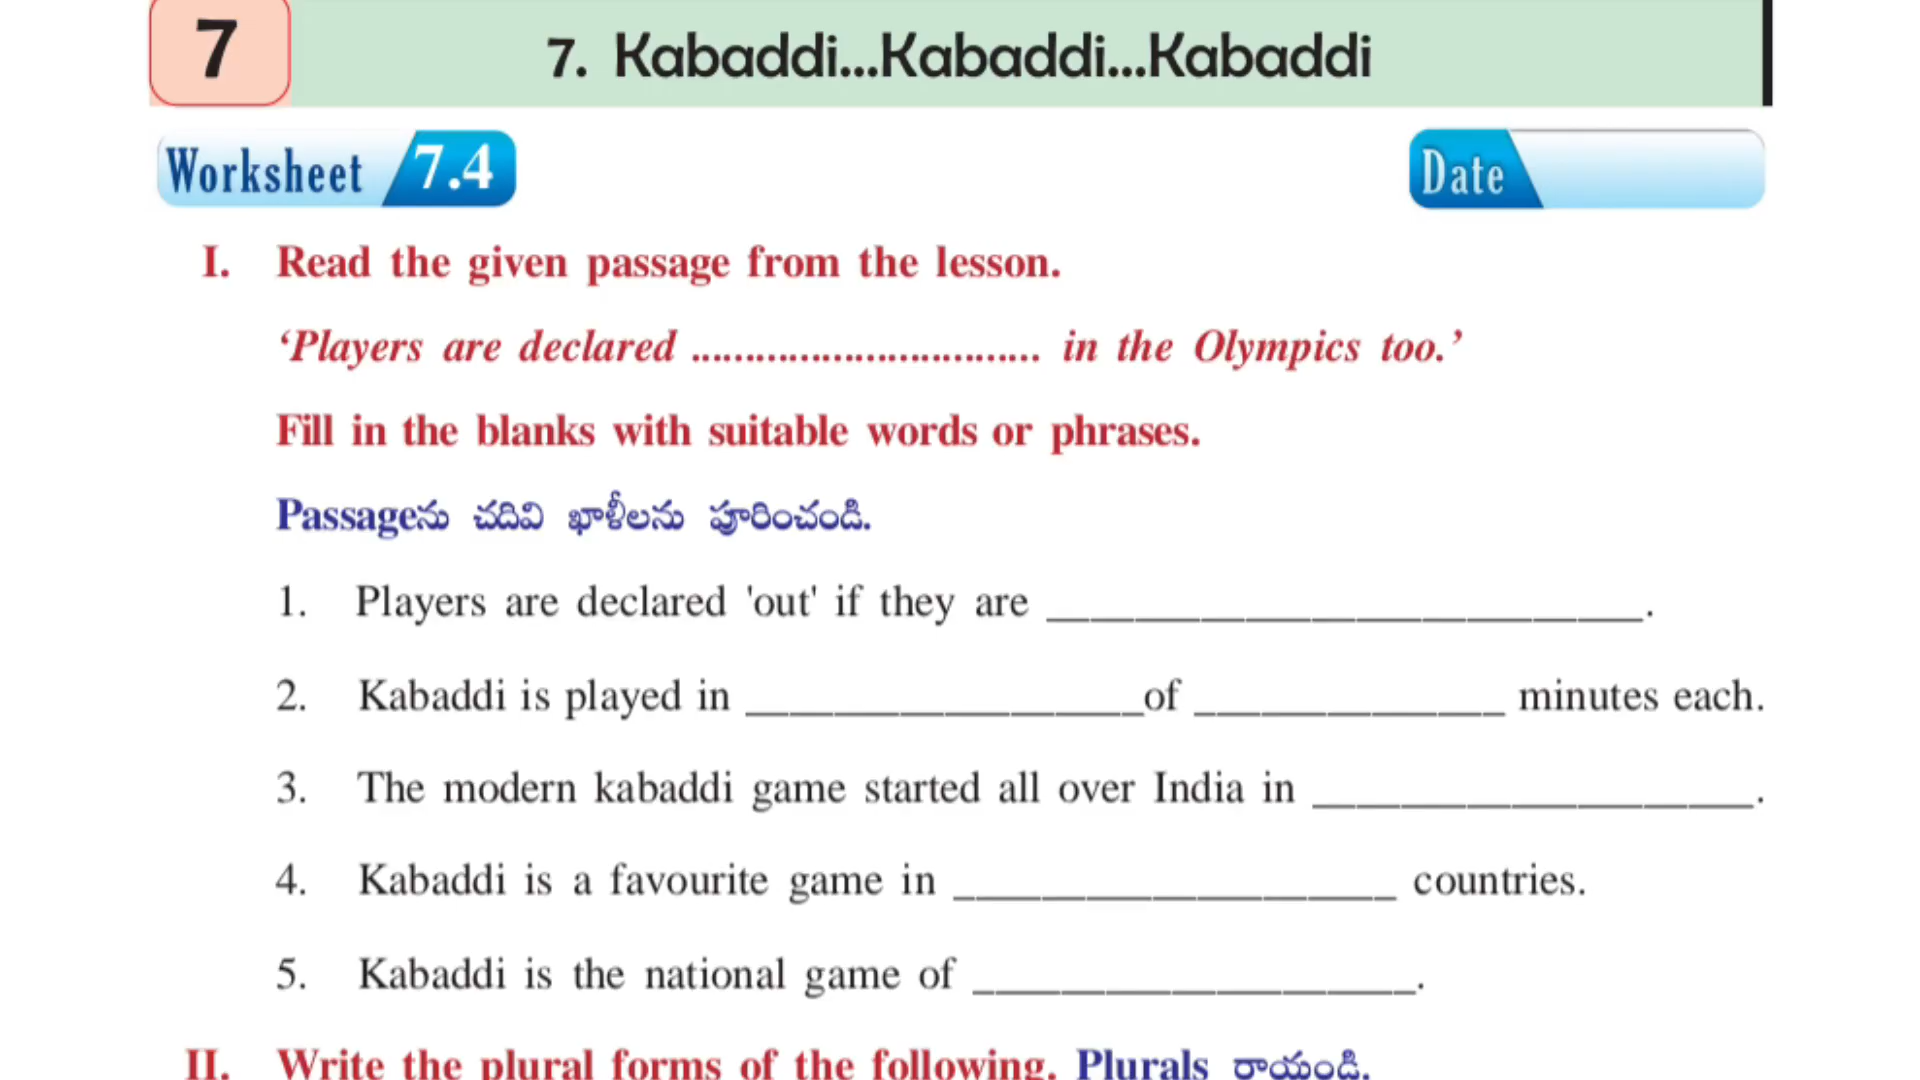 7
7. Kabaddi...Kabaddi...Kabaddi
Worksheet 7.4
Date
I. Read the given passage from the lesson.
‘Players are declared ................................ in the Olympics too.’
Fill in the blanks with suitable words or phrases.
Passageను చదివి ఖాళీలను పూరించండి.
1. Players are declared 'out' if they are ___________________________.
2. Kabaddi is played in __________________of ______________ minutes each.
3. The modern kabaddi game started all over India in ____________________.
4. Kabaddi is a favourite game in ____________________ countries.
5. Kabaddi is the national game of ____________________.
II. Write the plural forms of the following. Plurals రాయండి.